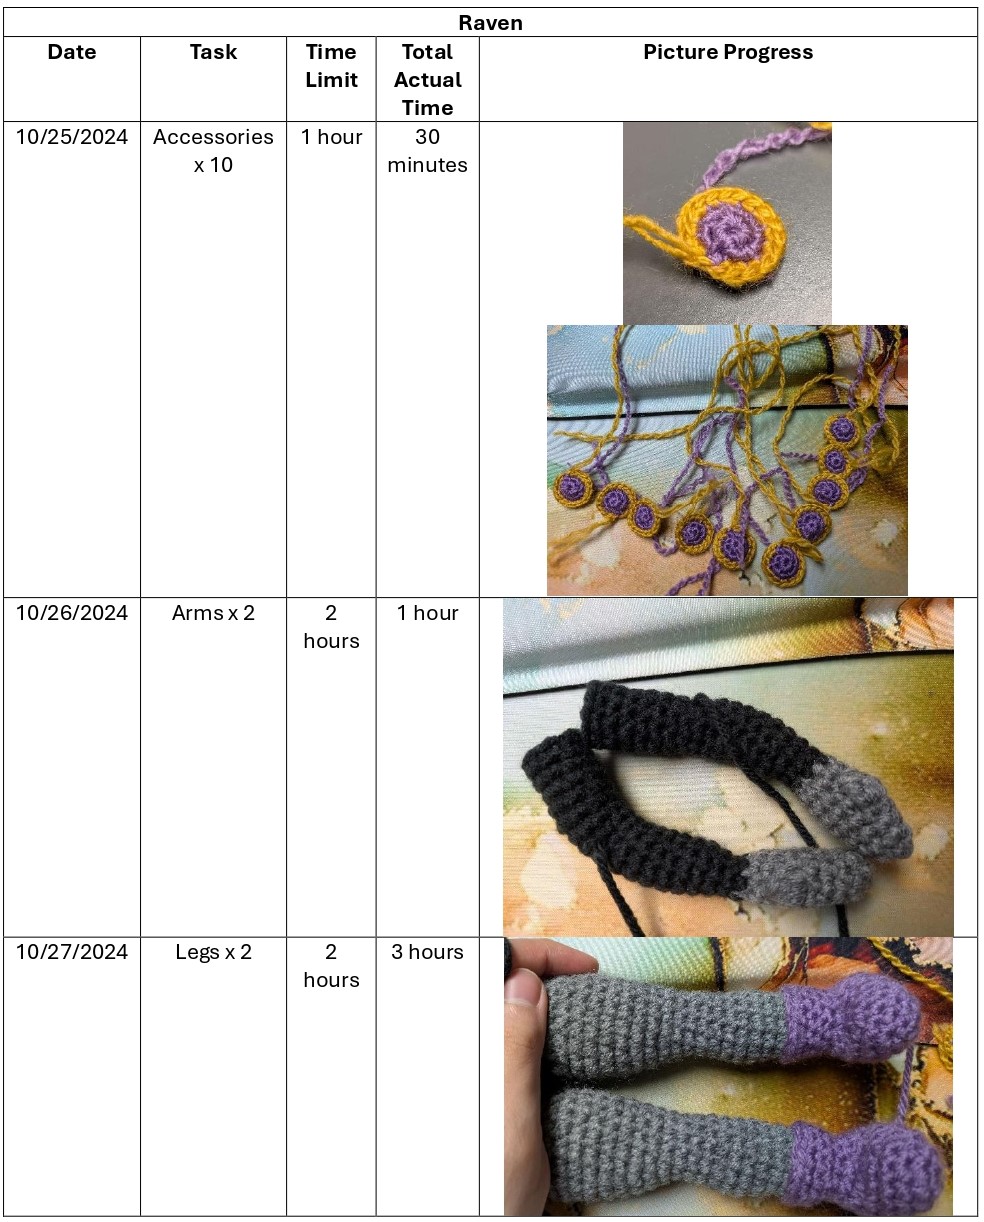 Raven
Date Task Time Limit Total Actual Time Picture Progress
10/25/2024 Accessories x 10 1 hour 30 minutes
10/26/2024 Arms x 2 2 hours 1 hour
10/27/2024 Legs x 2 2 hours 3 hours